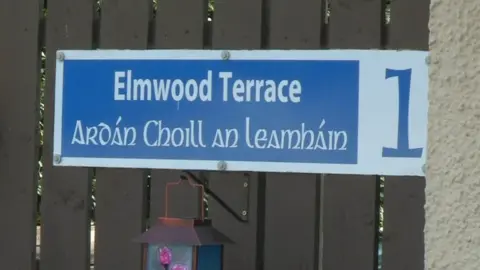 Elmwood Terrace
Ardán Choill an Leamháin
1